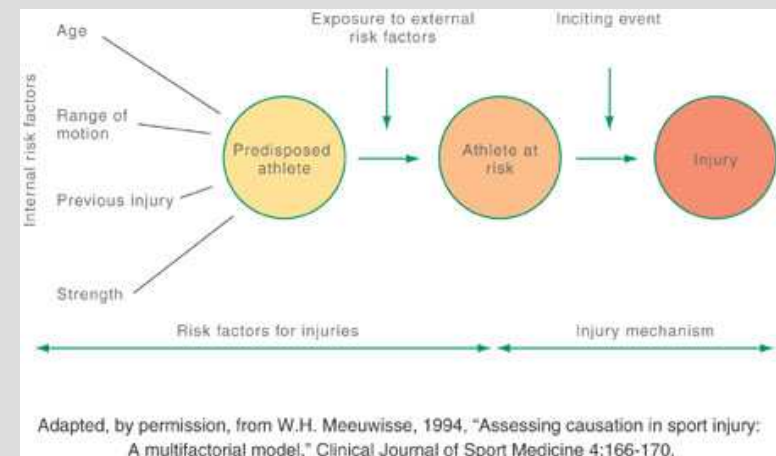 Exposure to external
risk factors
Inciting event
Age
Range of
motion
Previous injury
Strength
Internal risk factors
Predisposed
athlete
Athlete at
risk
Injury
Risk factors for injuries
Injury mechanism
Adapted, by permission, from W.H. Meeuwisse, 1994, "Assessing causation in sport injury:
A multifactorial model," Clinical Journal of Sport Medicine 4:166-170.